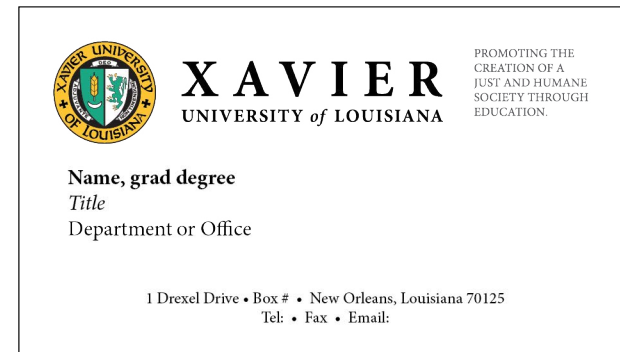 XAVIER UNIVERSITY
OF LOUISIANA
XAVIER
UNIVERSITY of LOUISIANA
PROMOTING THE
CREATION OF A
JUST AND HUMANE
SOCIETY THROUGH
EDUCATION.
Name, grad degree
Title
Department or Office
1 Drexel Drive • Box # • New Orleans, Louisiana 70125
Tel: • Fax • Email: